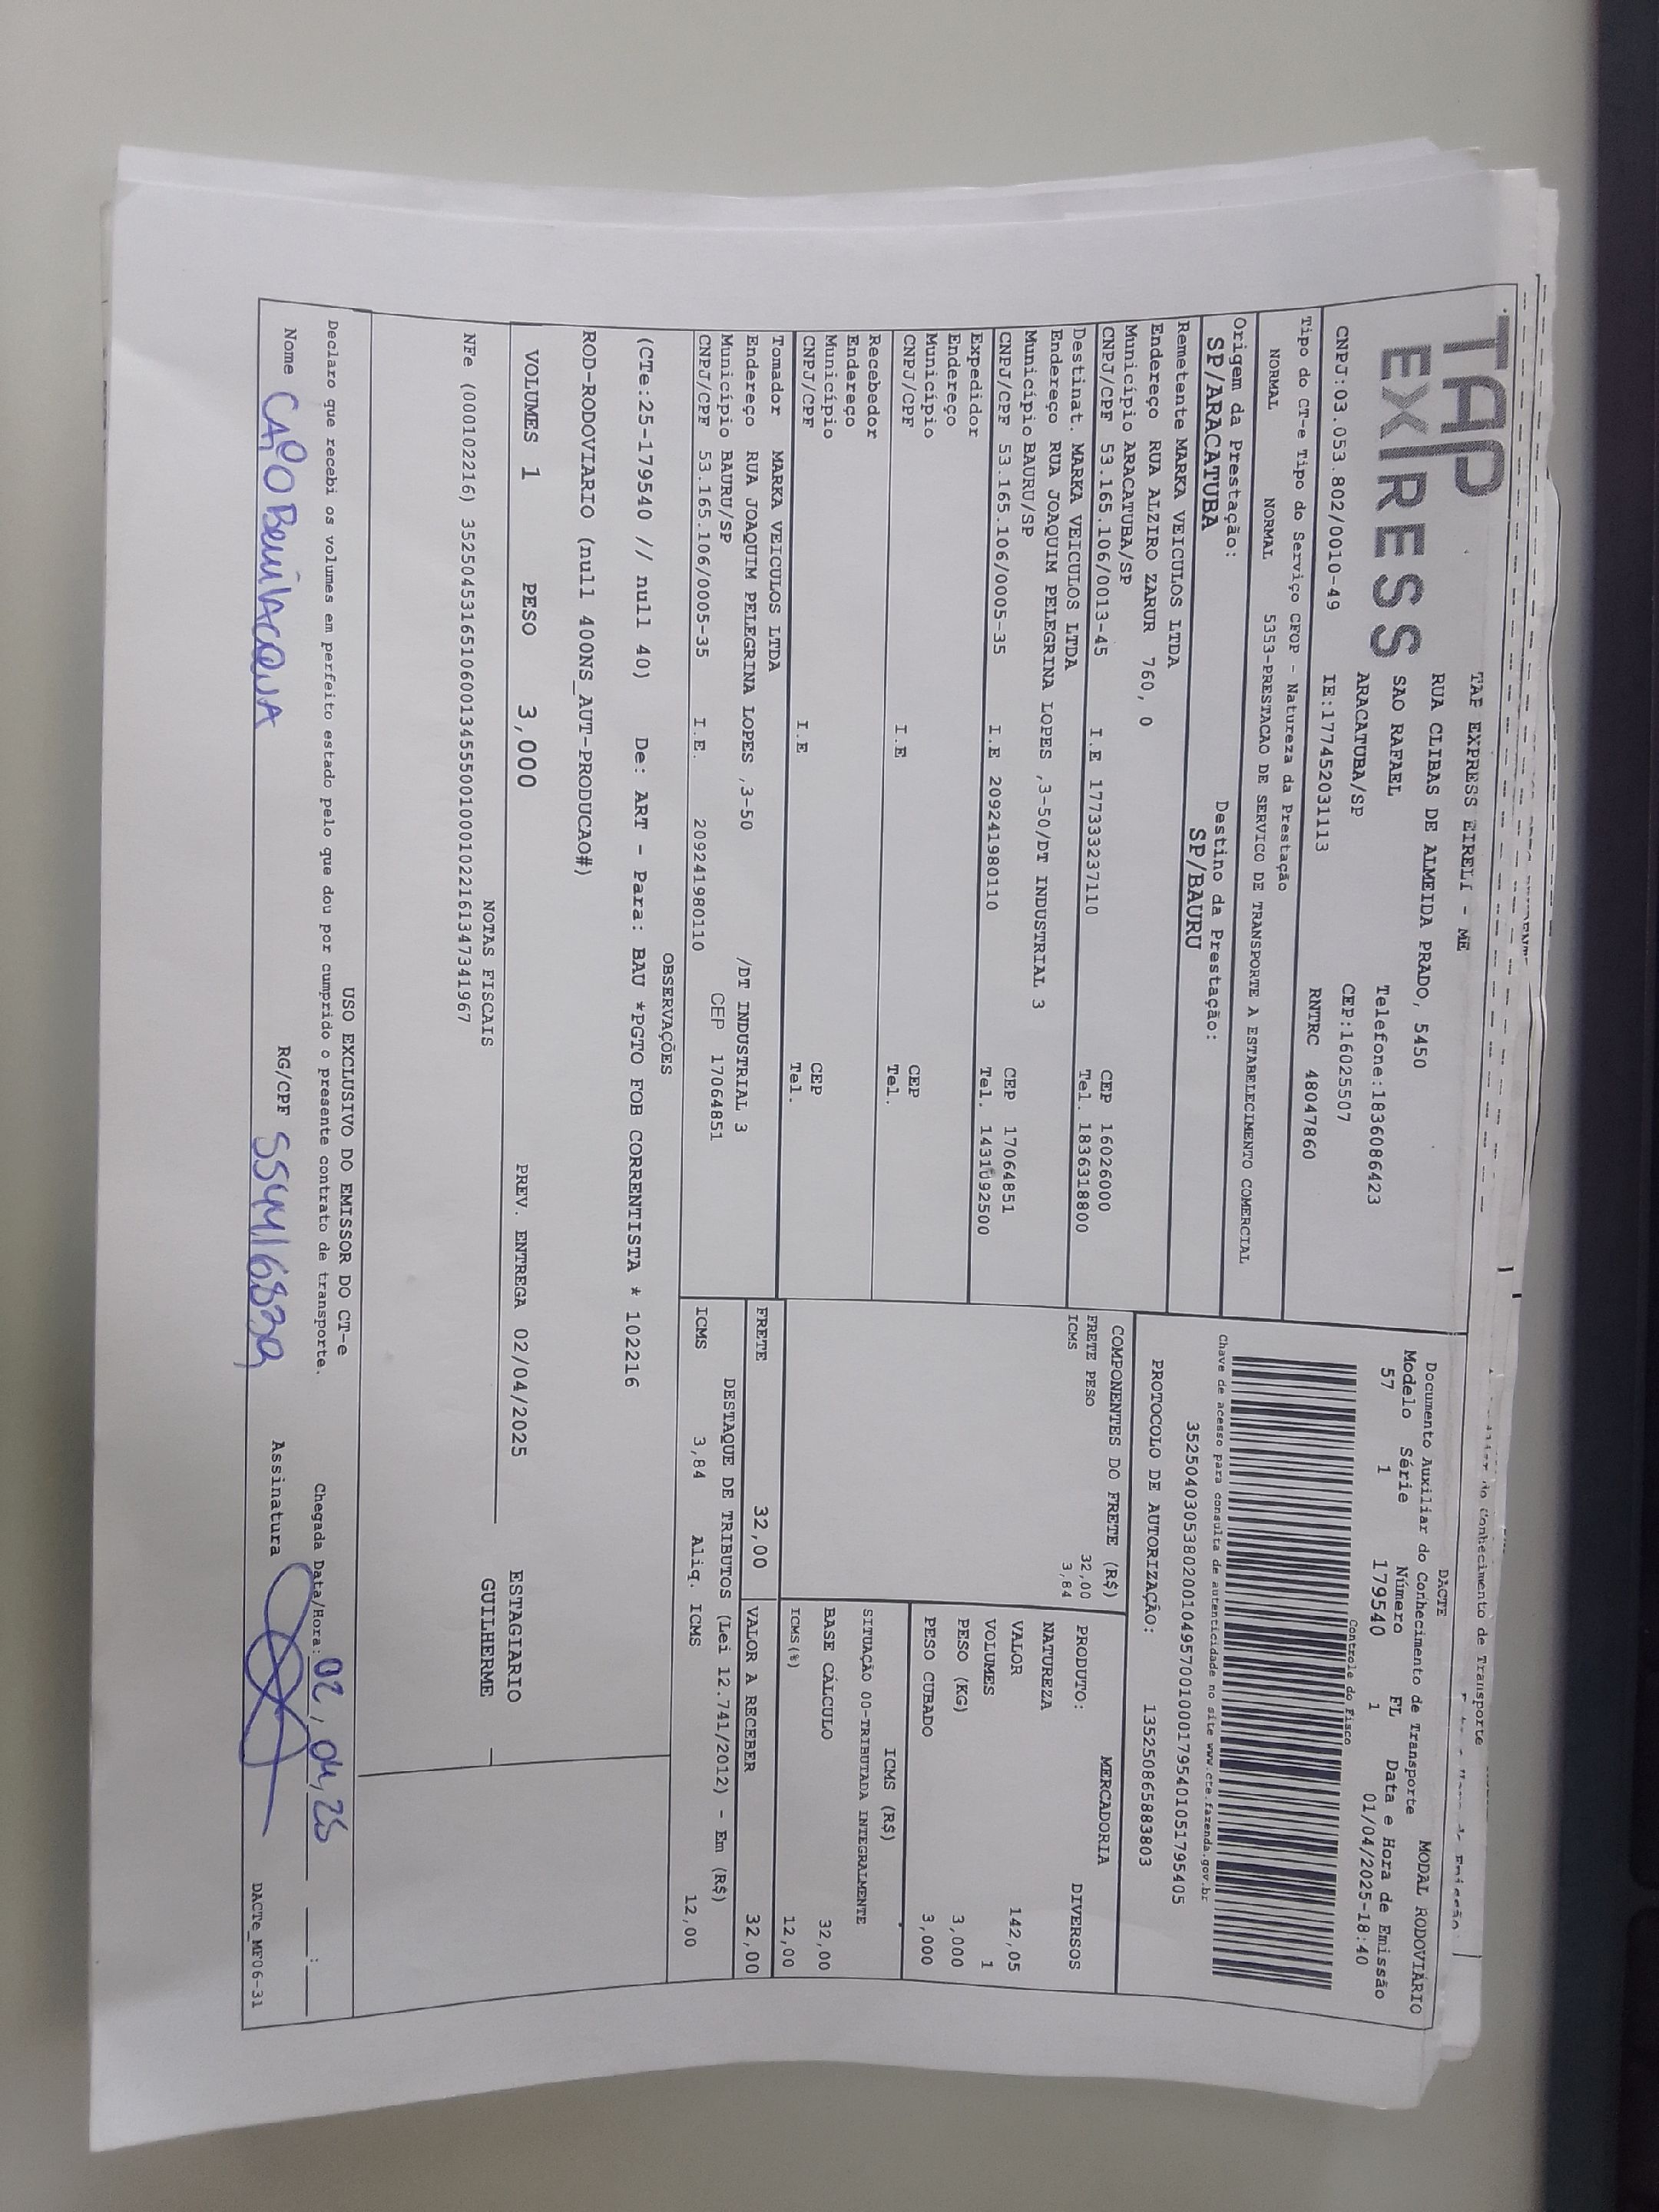 TAP
EXPRESS
TAP EXPRESS EIRELI - ME
RUA CLIBAS DE ALMEIDA PRADO, 5450
SAO RAFAEL
Telefone:1836086423
ARACATUBA/SP
CEP:16025507
CNPJ:03.053.802/0010-49
IE:177452031113
RNTRC 48047860
DACTE
Documento Auxiliar do Conhecimento de Transporte
MODAL RODOVIÁRIO
Modelo Série Número FL Data e Hora de Emissão
57 1 179540 1 01/04/2025-18:40
Controle do Fisco
Tipo do CT-e Tipo do Serviço CFOP - Natureza da Prestação
NORMAL NORMAL 5353-PRESTACAO DE SERVICO DE TRANSPORTE A ESTABELECIMENTO COMERCIAL
Chave de acesso para consulta de autenticidade no site www.cte.fazenda.gov.br
35250403053802001049570010001795401051795405
Origem da Prestação:
SP/ARACATUBA
Destino da Prestação:
SP/BAURU
PROTOCOLO DE AUTORIZAÇÃO: 135250865883803
Remetente MARKA VEICULOS LTDA
Endereço RUA ALZIRO ZARUR 760, 0
Município ARACATUBA/SP
CEP 16026000
CNPJ/CPF 53.165.106/0013-45 I.E 177333237110 Tel. 1836318800
Destinat. MARKA VEICULOS LTDA
Endereço RUA JOAQUIM PELEGRINA LOPES ,3-50/DT INDUSTRIAL 3
Município BAURU/SP
CEP 17064851
CNPJ/CPF 53.165.106/0005-35 I.E 209241980110 Tel. 1431092500
Expedidor
Endereço
Município
CEP
CNPJ/CPF I.E Tel.
Recebedor
Endereço
Município
CEP
CNPJ/CPF I.E Tel.
Tomador MARKA VEICULOS LTDA
Endereço RUA JOAQUIM PELEGRINA LOPES ,3-50 /DT INDUSTRIAL 3
Município BAURU/SP
CEP 17064851
CNPJ/CPF 53.165.106/0005-35 I.E. 209241980110
COMPONENTES DO FRETE (R$)
FRETE PESO 32,00
ICMS 3,84
MERCADORIA
PRODUTO: DIVERSOS
NATUREZA
VALOR 142,05
VOLUMES 1
PESO (KG) 3,000
PESO CUBADO 3,000
ICMS (R$)
SITUAÇÃO 00-TRIBUTADA INTEGRALMENTE
BASE CÁLCULO 32,00
ICMS(%) 12,00
FRETE 32,00 VALOR A RECEBER 32,00
DESTAQUE DE TRIBUTOS (Lei 12.741/2012) - Em (R$)
ICMS 3,84 Aliq. ICMS 12,00
OBSERVAÇÕES
(CTe:25-179540 // null 40) De: ART - Para: BAU *PGTO FOB CORRENTISTA * 102216
ROD-RODOVIARIO (null 400NS_AUT-PRODUCAO#)
VOLUMES 1 PESO 3,000 PREV. ENTREGA 02/04/2025 ESTAGIARIO
GUILHERME
NOTAS FISCAIS
NFe (000102216) 35250453165106001345550010001022161347341967
USO EXCLUSIVO DO EMISSOR DO CT-e
Declaro que recebi os volumes em perfeito estado pelo que dou por cumprido o presente contrato de transporte.
Chegada Data/Hora: 02, 04, 25 :
Nome RG/CPF Assinatura
DACTe_MF06-31